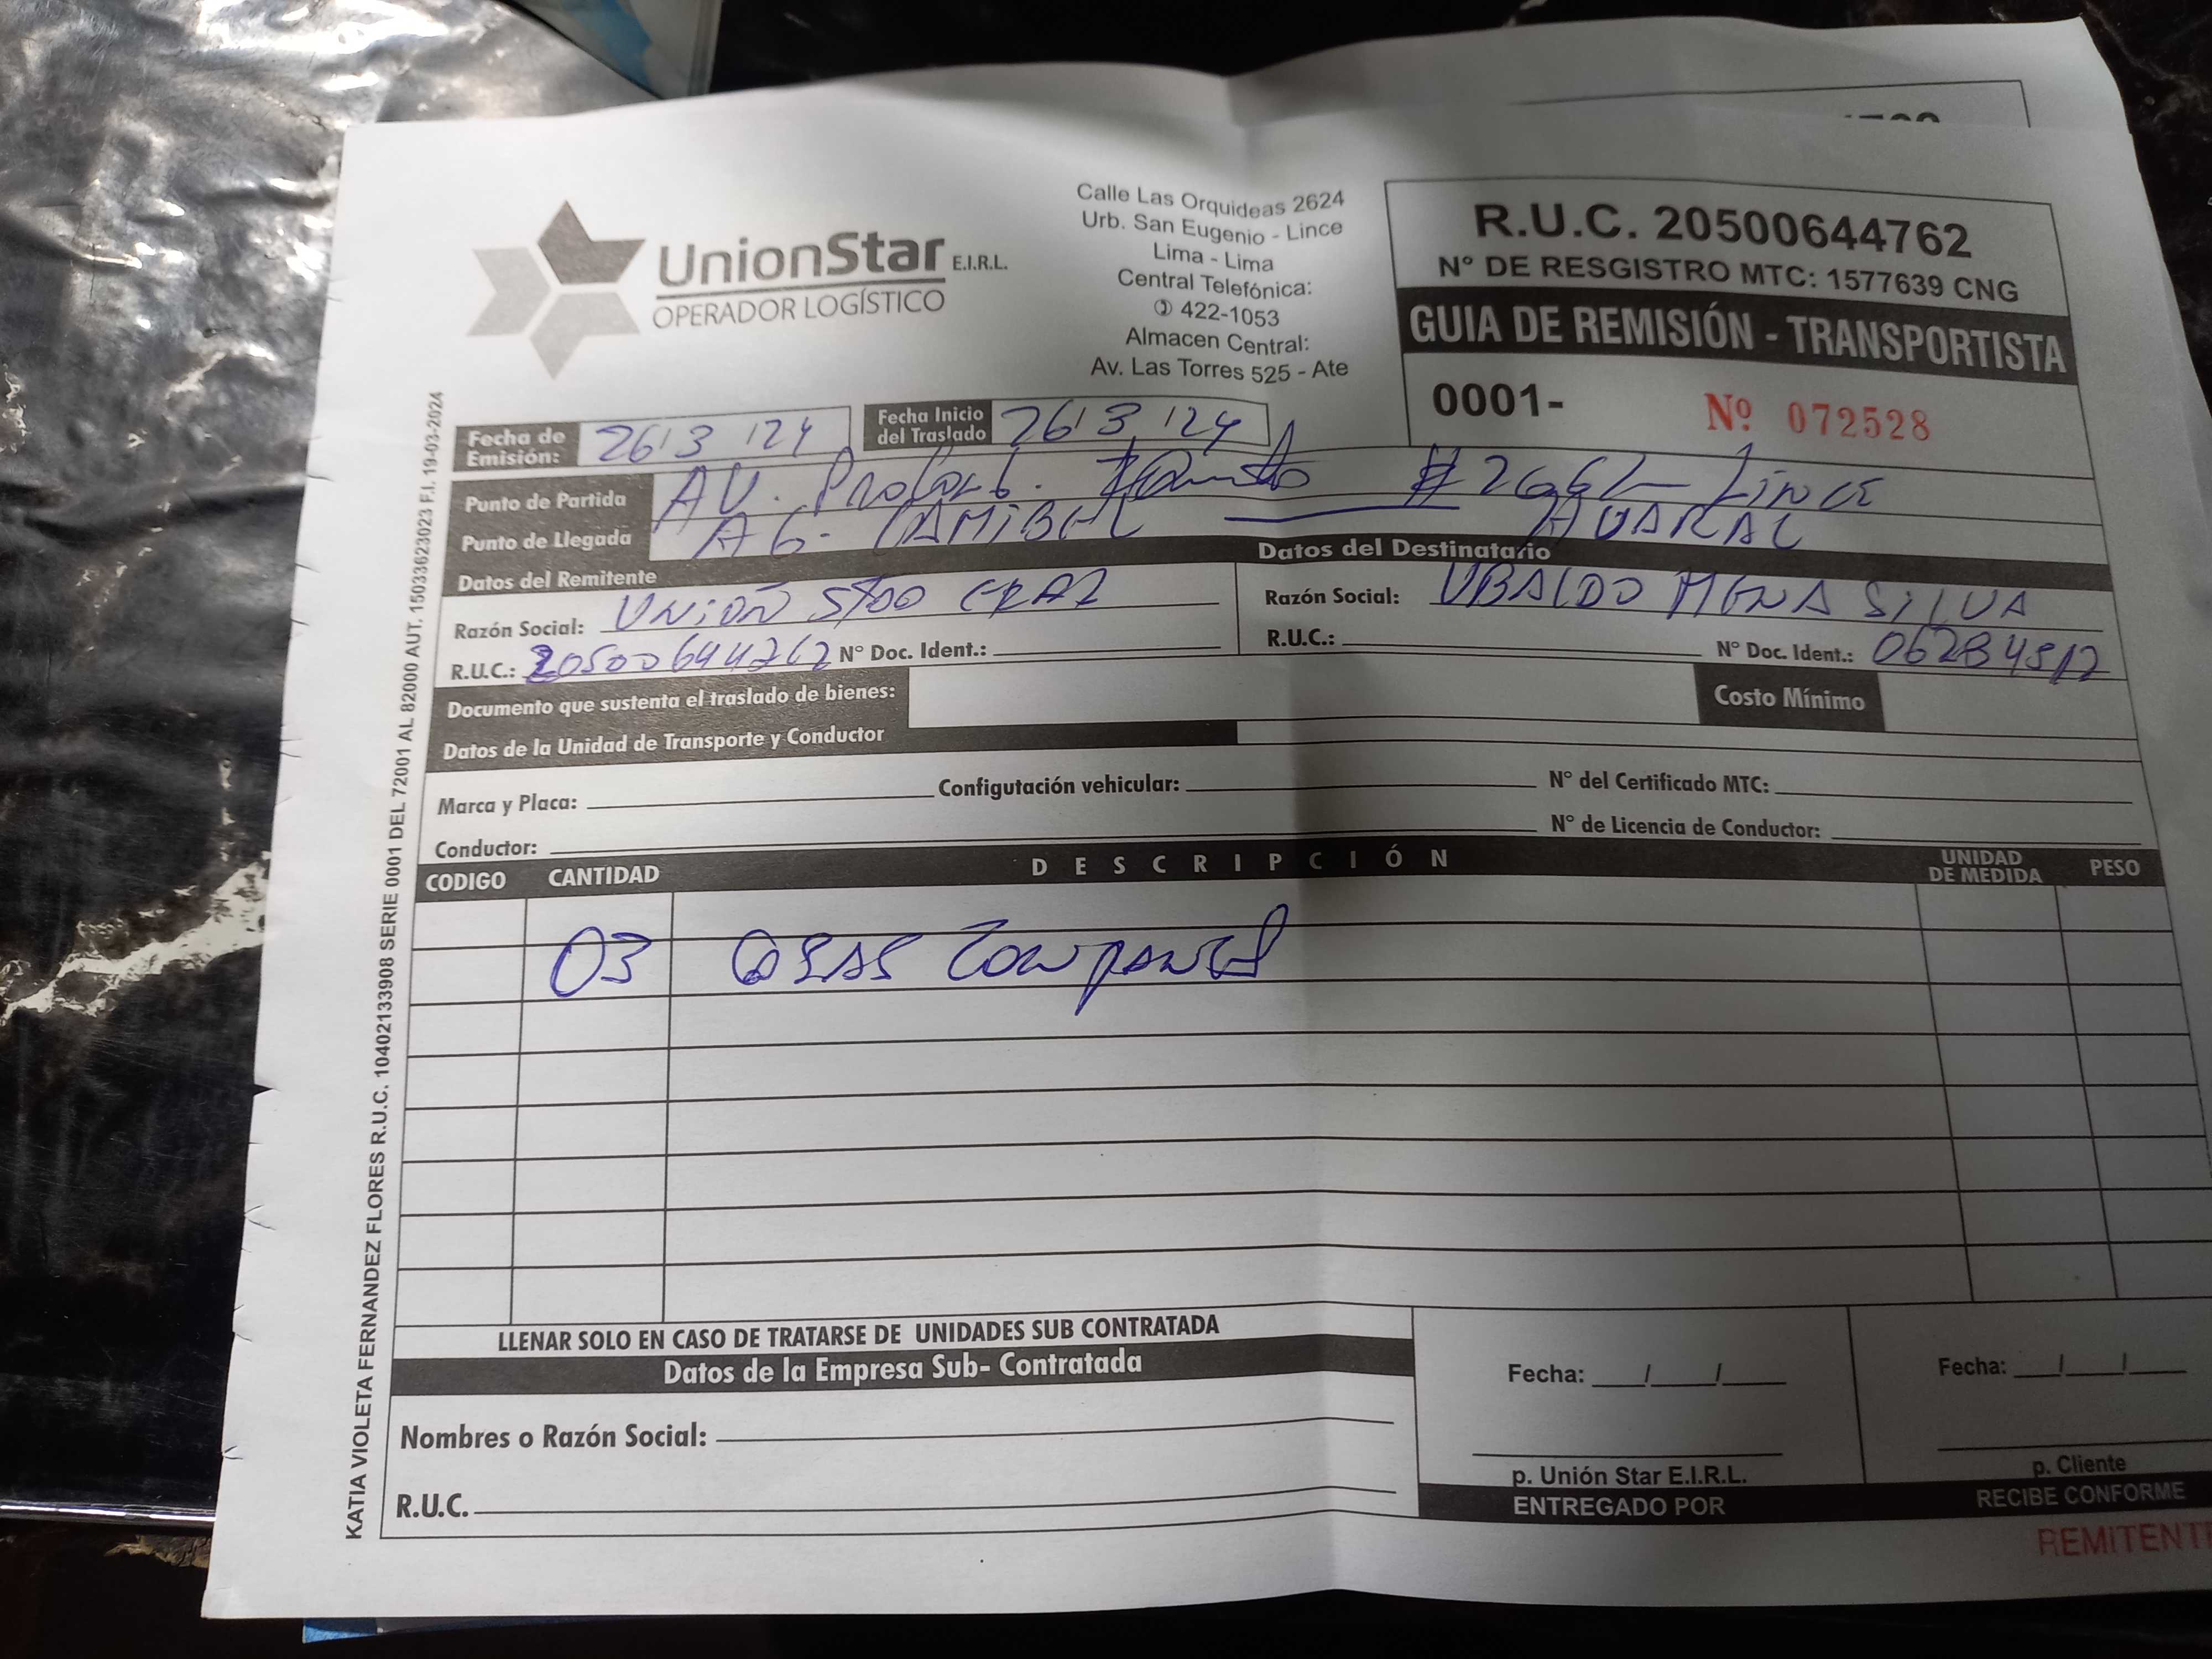 UnionStar E.I.R.L.
OPERADOR LOGÍSTICO
Calle Las Orquideas 2624
Urb. San Eugenio - Lince
Lima - Lima
Central Telefónica:
422-1053
Almacen Central:
Av. Las Torres 525 - Ate
R.U.C. 20500644762
N° DE RESGISTRO MTC: 1577639 CNG
GUIA DE REMISIÓN - TRANSPORTISTA
0001- Nº 072528
Fecha de Emisión: 26/3/24
Fecha Inicio del Traslado 26/3/24
Punto de Partida AV. # 2662 - LINCE
Punto de Llegada AG. HUARAL
Datos del Remitente
Datos del Destinatario
Razón Social: UNION
R.U.C.: 20500644762 N° Doc. Ident.:
Razón Social: UBALDO MENA SILVA
R.U.C.: N° Doc. Ident.:
Documento que sustenta el traslado de bienes:
Costo Mínimo
Datos de la Unidad de Transporte y Conductor
Marca y Placa: Configutación vehicular: N° del Certificado MTC:
Conductor: N° de Licencia de Conductor:
CODIGO CANTIDAD DESCRIPCIÓN UNIDAD DE MEDIDA PESO
03
LLENAR SOLO EN CASO DE TRATARSE DE UNIDADES SUB CONTRATADA
Datos de la Empresa Sub- Contratada
Nombres o Razón Social:
R.U.C.
Fecha: / /
p. Unión Star E.I.R.L.
ENTREGADO POR
Fecha: / /
p. Cliente
RECIBE CONFORME
KATIA VIOLETA FERNANDEZ FLORES R.U.C. 10402133908 SERIE 0001 DEL 72001 AL 82000 AUT. 15033623023 F.I. 19-03-2024